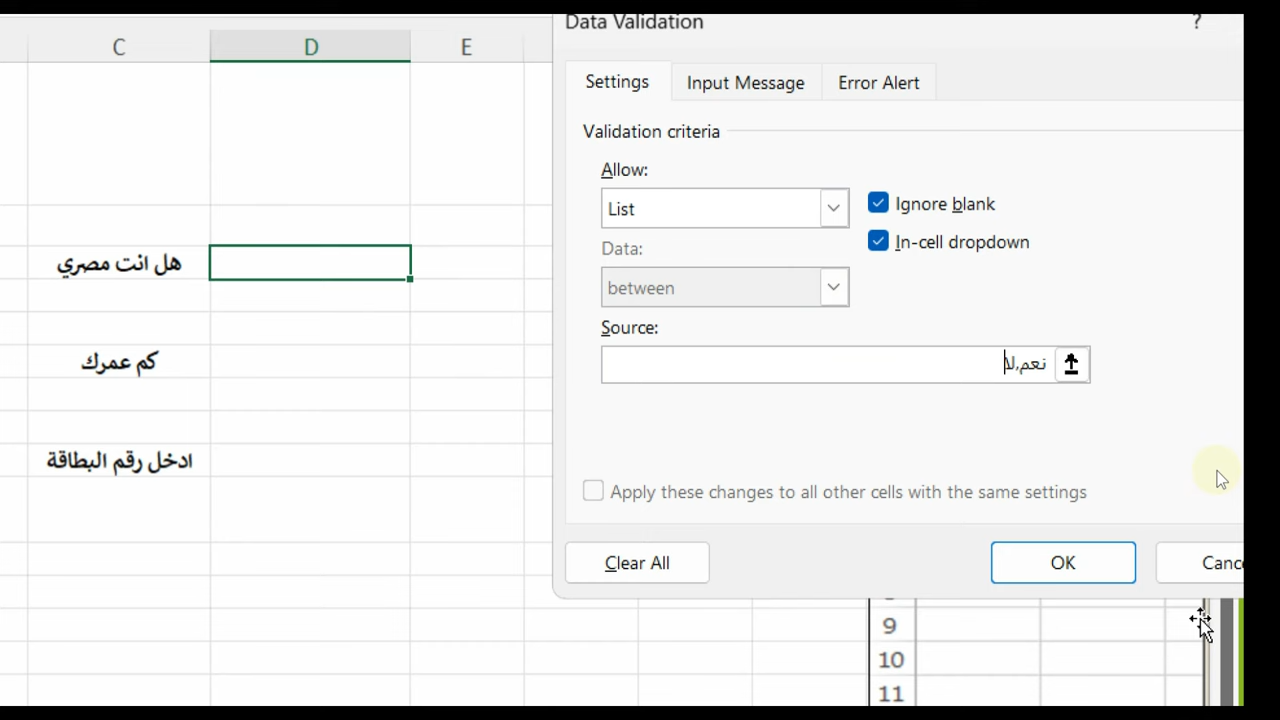 Data Validation ?
C D E
Settings Input Message Error Alert
Validation criteria
Allow:
List
Ignore blank
Data:
In-cell dropdown
between
Source:
نعم,لا
هل انت مصري
كم عمرك
ادخل رقم البطاقة
Apply these changes to all other cells with the same settings
Clear All OK Cance
9
10
11